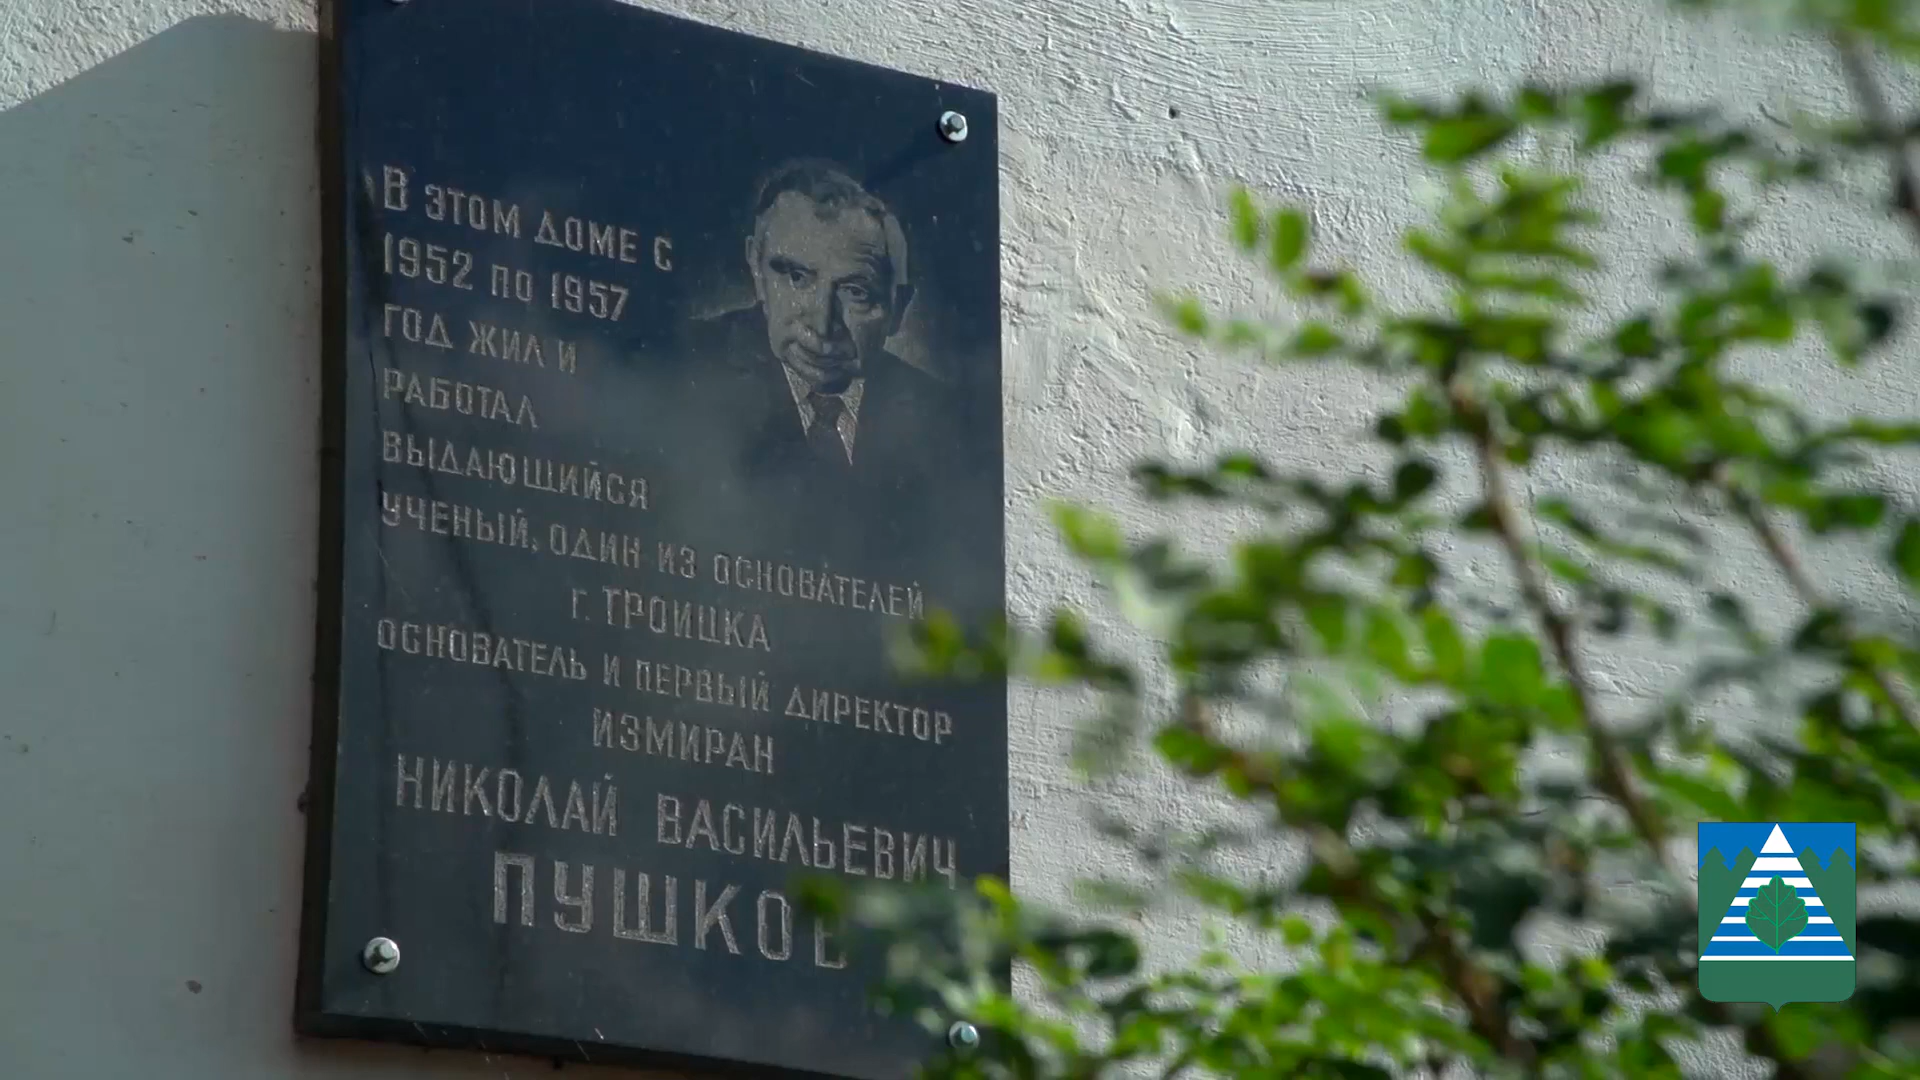 В ЭТОМ ДОМЕ С
1952 ПО 1957
ГОД ЖИЛ И
РАБОТАЛ
ВЫДАЮЩИЙСЯ
УЧЕНЫЙ, ОДИН ИЗ ОСНОВАТЕЛЕЙ
Г. ТРОИЦКА
ОСНОВАТЕЛЬ И ПЕРВЫЙ ДИРЕКТОР
ИЗМИРАН
НИКОЛАЙ ВАСИЛЬЕВИЧ
ПУШКОВ